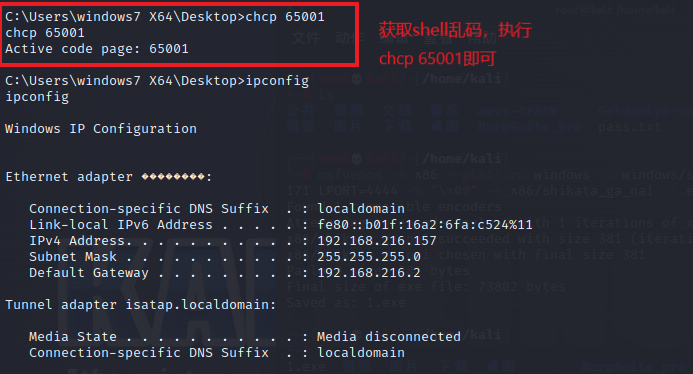 C:\Users\windows7 X64\Desktop>chcp 65001
chcp 65001
Active code page: 65001
获取shell乱码，执行
chcp 65001即可
C:\Users\windows7 X64\Desktop>ipconfig
ipconfig
Windows IP Configuration
Ethernet adapter ���������:
Connection-specific DNS Suffix  . : localdomain
Link-local IPv6 Address . . . . . : fe80::b01f:16a2:6fa:c524%11
IPv4 Address. . . . . . . . . . . : 192.168.216.157
Subnet Mask . . . . . . . . . . . : 255.255.255.0
Default Gateway . . . . . . . . . : 192.168.216.2
Tunnel adapter isatap.localdomain:
Media State . . . . . . . . . . . : Media disconnected
Connection-specific DNS Suffix  . : localdomain